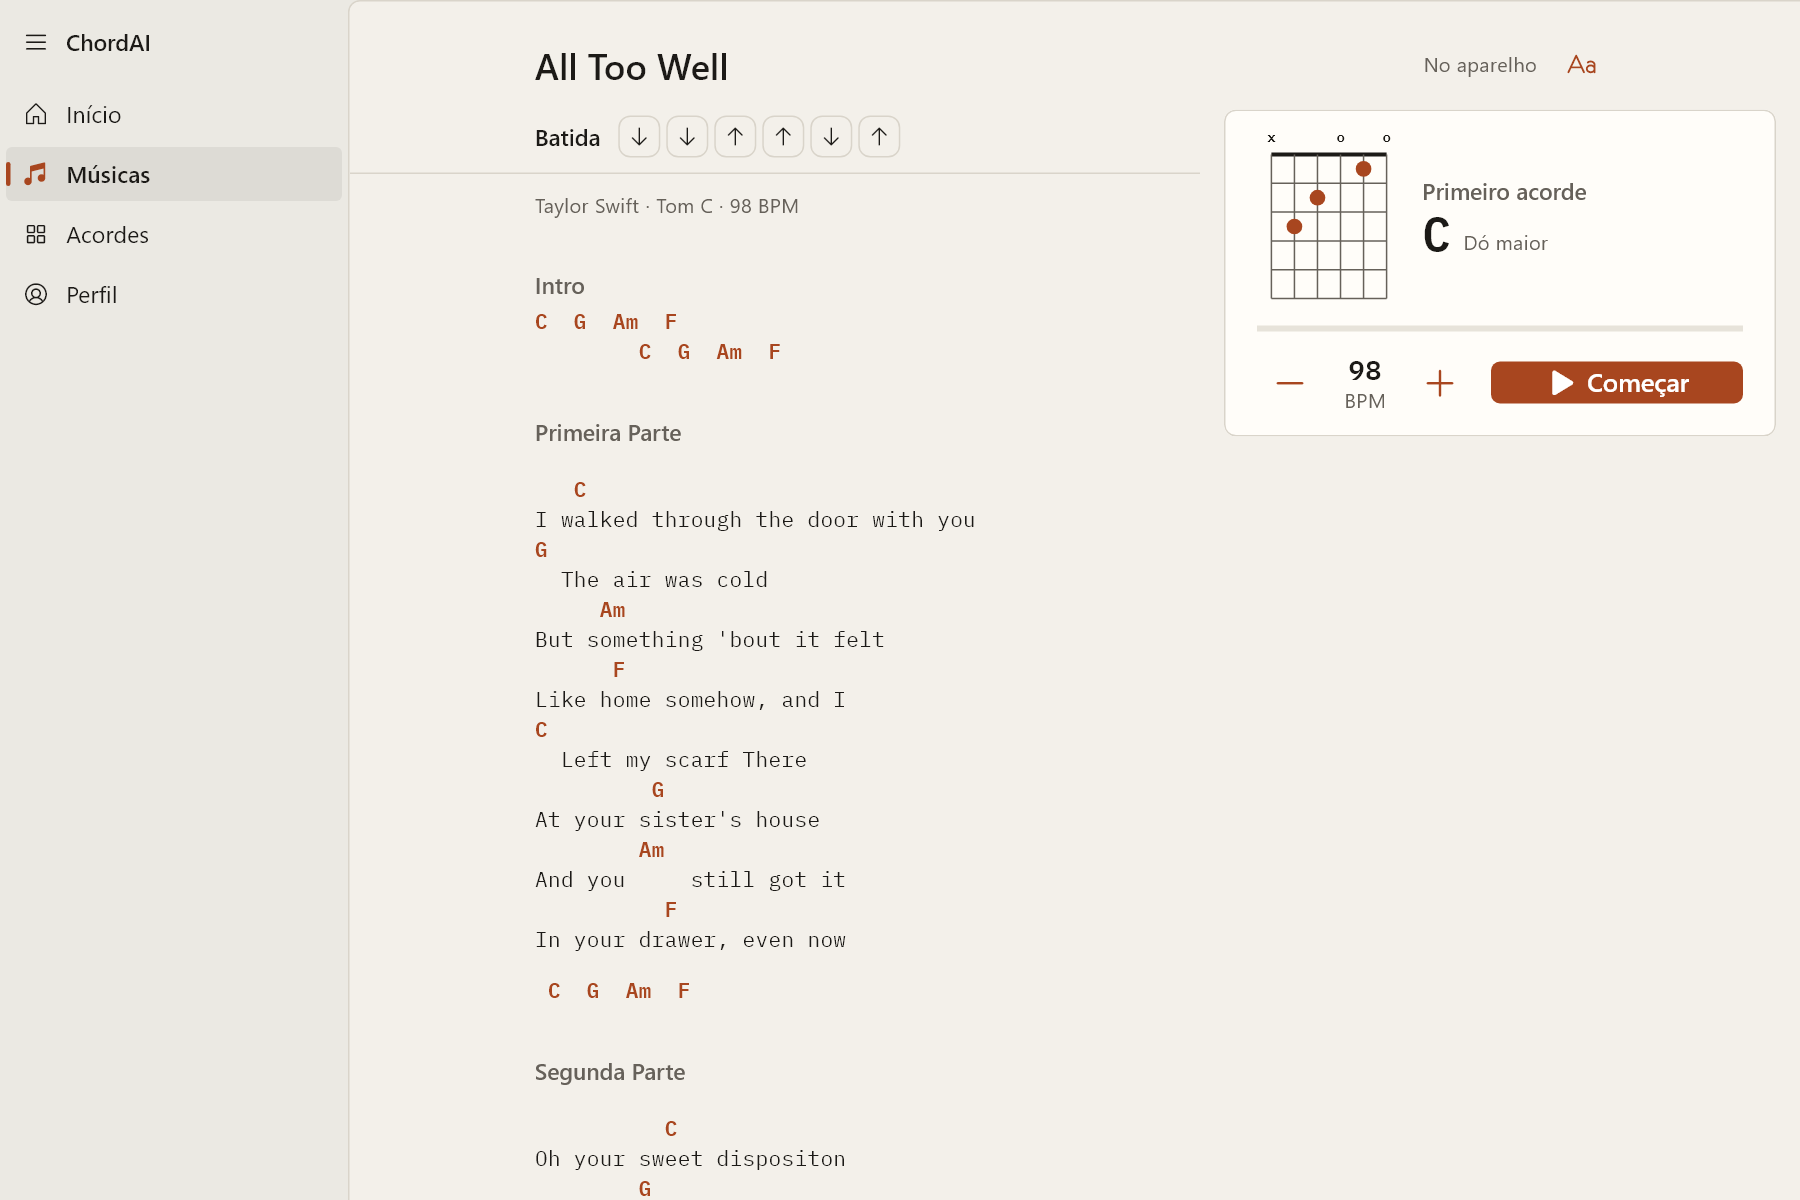 ChordAI
Início
Músicas
Acordes
Perfil
All Too Well
Batida ↓ ↓ ↑ ↑ ↓ ↑
Taylor Swift · Tom C · 98 BPM
Intro
C  G  Am  F
        C  G  Am  F
Primeira Parte
   C
I walked through the door with you
G
  The air was cold
     Am
But something 'bout it felt
      F
Like home somehow, and I
C
  Left my scarf There
         G
At your sister's house
        Am
And you     still got it
          F
In your drawer, even now
 C  G  Am  F
Segunda Parte
          C
Oh your sweet dispositon
        G
No aparelho Aa
x o o
Primeiro acorde
C Dó maior
98
BPM
Começar